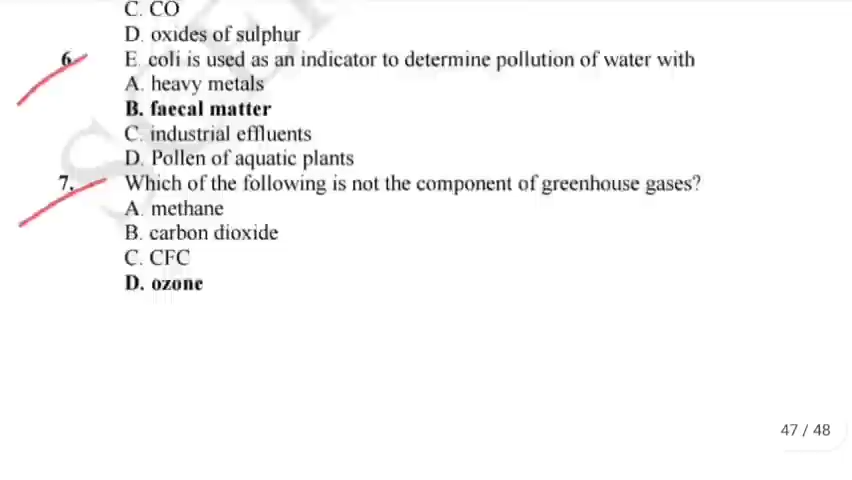 C. CO
D. oxides of sulphur
6. E. coli is used as an indicator to determine pollution of water with
A. heavy metals
B. faecal matter
C. industrial effluents
D. Pollen of aquatic plants
7. Which of the following is not the component of greenhouse gases?
A. methane
B. carbon dioxide
C. CFC
D. ozone
47 / 48